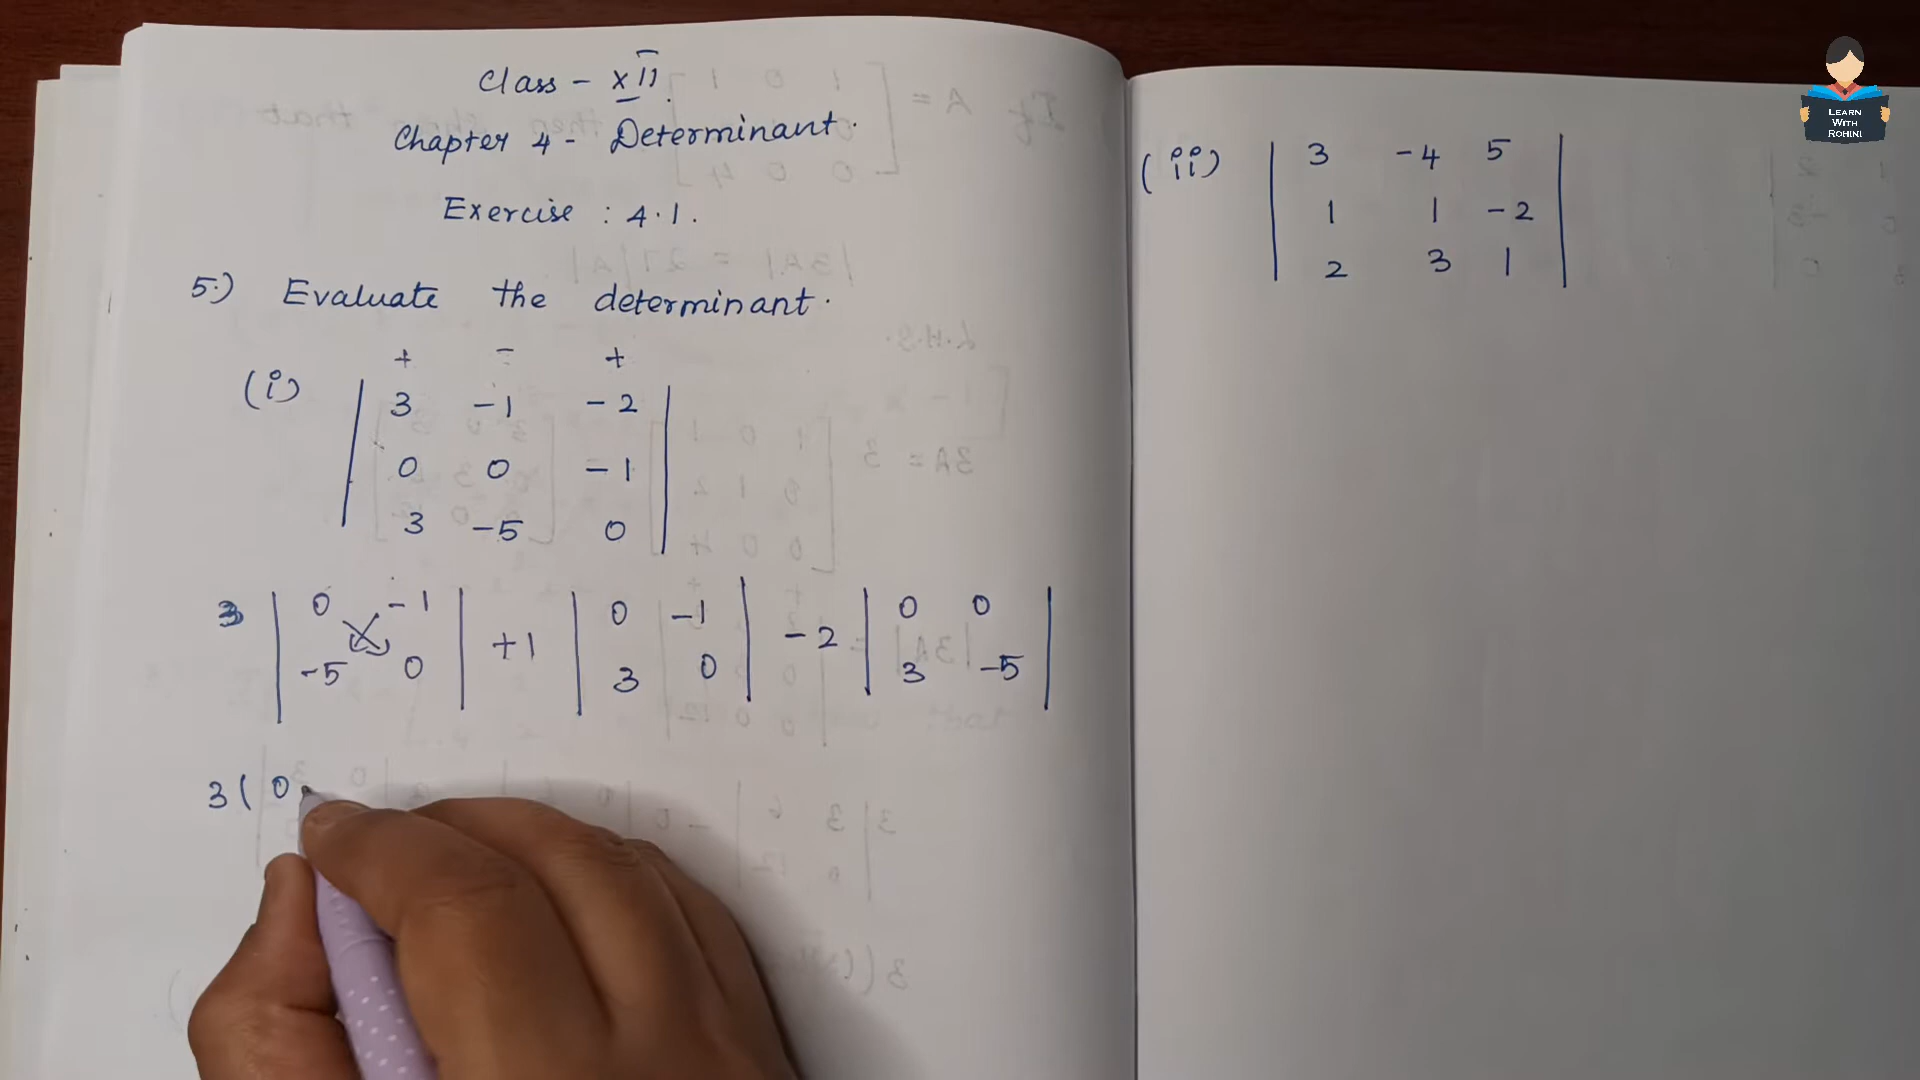 Class - XII.
Chapter 4 - Determinant.
Exercise : 4.1.
5.) Evaluate the determinant.
+ - +
(i) | 3 -1 -2 |
| 0 0 -1 |
| 3 -5 0 |
3 | 0 -1 | +1 | 0 -1 | -2 | 0 0 |
| -5 0 | | 3 0 | | 3 -5 |
3( 0
(ii) | 3 -4 5 |
| 1 1 -2 |
| 2 3 1 |
LEARN
WITH
ROHINI